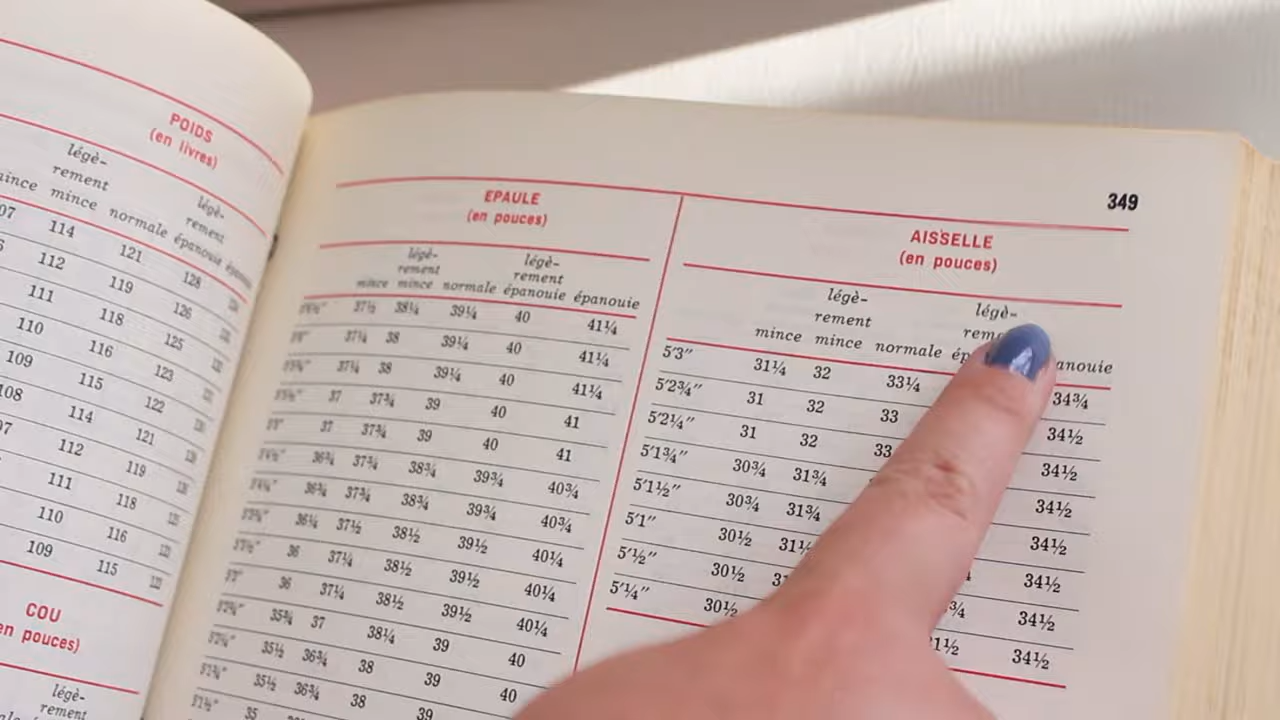 POIDS
(en livres)
légè-
rement
légè-
rement
mince normale épanouie
114 121 128
112 119 126
111 118 125
110 116 123
109 115 122
108 114 121
112 119
111 118
110 116
109 115
COU
(en pouces)
légè-
rement
349
EPAULE
(en pouces)
légè- légè-
rement rement
mince mince normale épanouie épanouie
37½ 38¼ 39¼ 40 41¼
37¼ 38 39¼ 40 41¼
37¼ 38 39¼ 40 41¼
37 37¾ 39 40 41
37 37¾ 39 40 41
36¾ 37¾ 38¾ 39¾ 40¾
36¾ 37¾ 38¾ 39¾ 40¾
36¼ 37½ 38½ 39½ 40¼
36 37¼ 38½ 39½ 40¼
36 37¼ 38½ 39½ 40¼
35¾ 37 38¼ 39 40
35½ 36¾ 38 39 40
35½ 36¾ 38 39
35
AISSELLE
(en pouces)
légè- légè-
rement
mince mince normale
5′3″ 31¼ 32 33¼ 34¾
5′2¾″ 31 32 33 34½
5′2¼″ 31 32 33 34½
5′1¾″ 30¾ 31¾ 34½
5′1½″ 30¾ 31¾ 34½
5′1″ 30½ 31½ 34½
5′½″ 30½ 34½
5′¼″ 30½ 34½